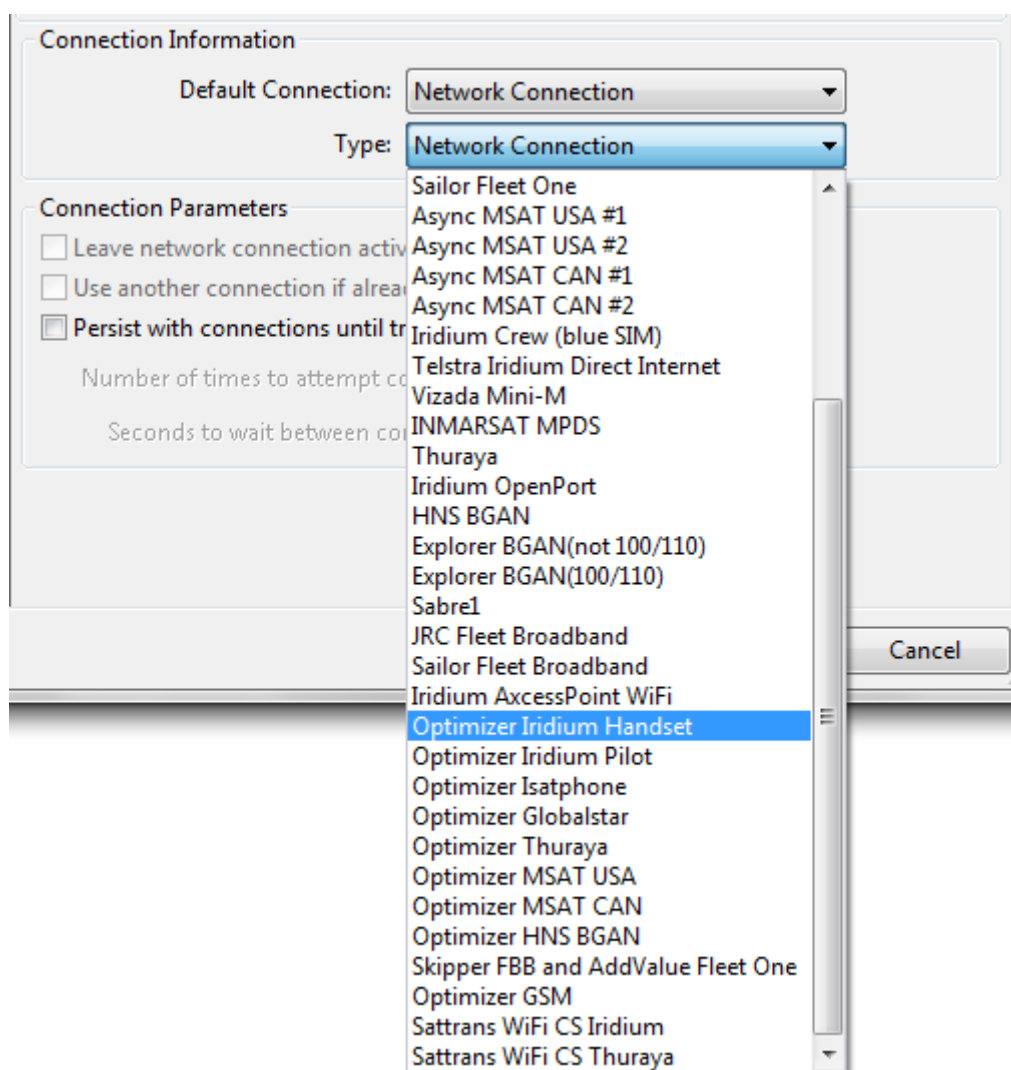 Connection Information
Default Connection: Network Connection
Type: Network Connection
Connection Parameters
Leave network connection activ
Use another connection if alrea
Persist with connections until tr
Number of times to attempt co
Seconds to wait between con
Sailor Fleet One
Async MSAT USA #1
Async MSAT USA #2
Async MSAT CAN #1
Async MSAT CAN #2
Iridium Crew (blue SIM)
Telstra Iridium Direct Internet
Vizada Mini-M
INMARSAT MPDS
Thuraya
Iridium OpenPort
HNS BGAN
Explorer BGAN(not 100/110)
Explorer BGAN(100/110)
Sabre1
JRC Fleet Broadband
Sailor Fleet Broadband
Iridium AxcessPoint WiFi
Optimizer Iridium Handset
Optimizer Iridium Pilot
Optimizer Isatphone
Optimizer Globalstar
Optimizer Thuraya
Optimizer MSAT USA
Optimizer MSAT CAN
Optimizer HNS BGAN
Skipper FBB and AddValue Fleet One
Optimizer GSM
Sattrans WiFi CS Iridium
Sattrans WiFi CS Thuraya
Cancel